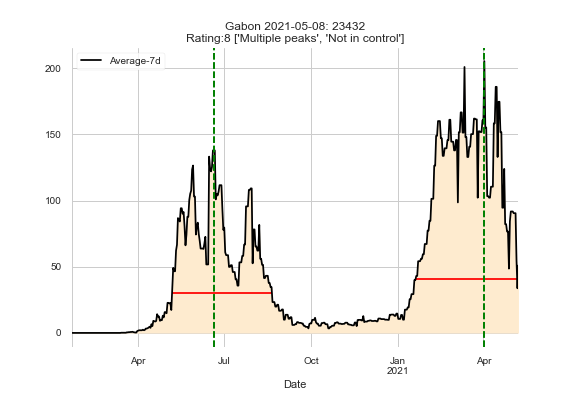 Gabon 2021-05-08: 23432
Rating:8 ['Multiple peaks', 'Not in control']
Average-7d
200
150
100
50
0
Apr Jul Oct Jan Apr
2021
Date